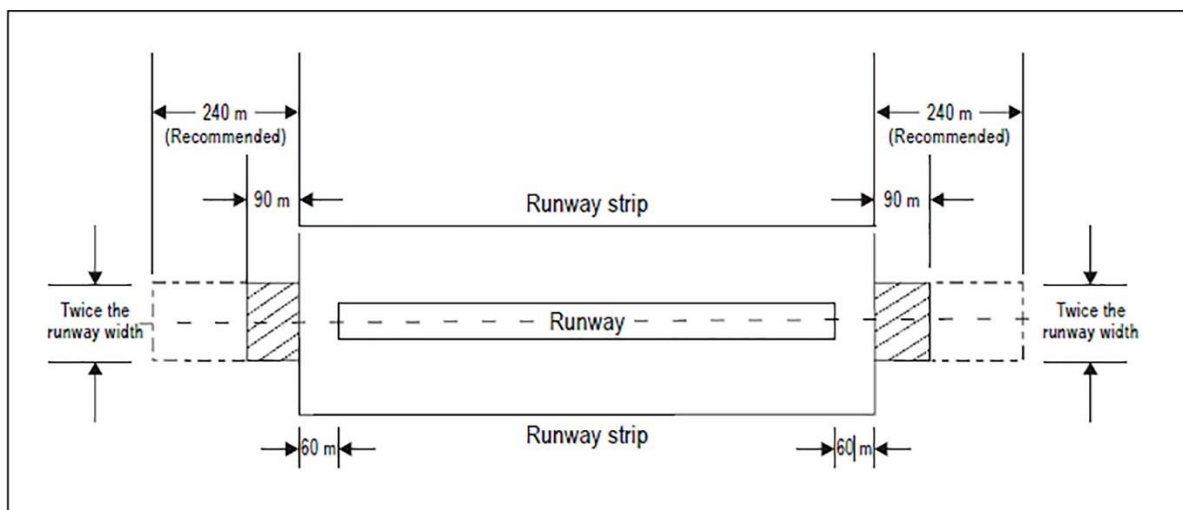 240 m
(Recommended)
240 m
(Recommended)
90 m
Runway strip
90 m
Twice the
runway width
Runway
Twice the
runway width
Runway strip
60 m
60 m